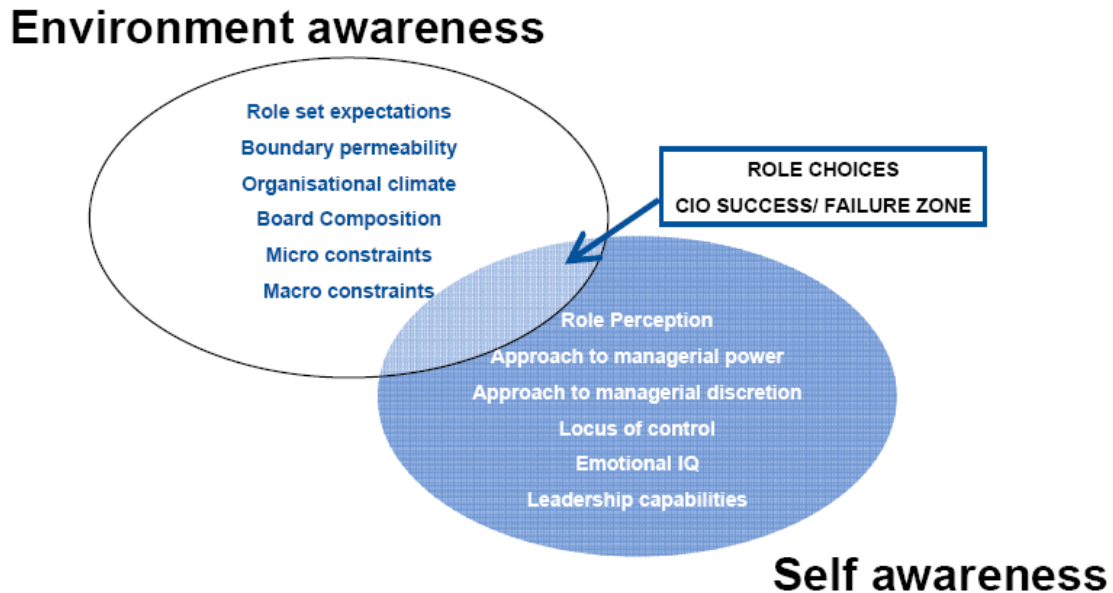 Environment awareness
Role set expectations
Boundary permeability
Organisational climate
Board Composition
Micro constraints
Macro constraints
ROLE CHOICES
CIO SUCCESS/ FAILURE ZONE
Role Perception
Approach to managerial power
Approach to managerial discretion
Locus of control
Emotional IQ
Leadership capabilities
Self awareness